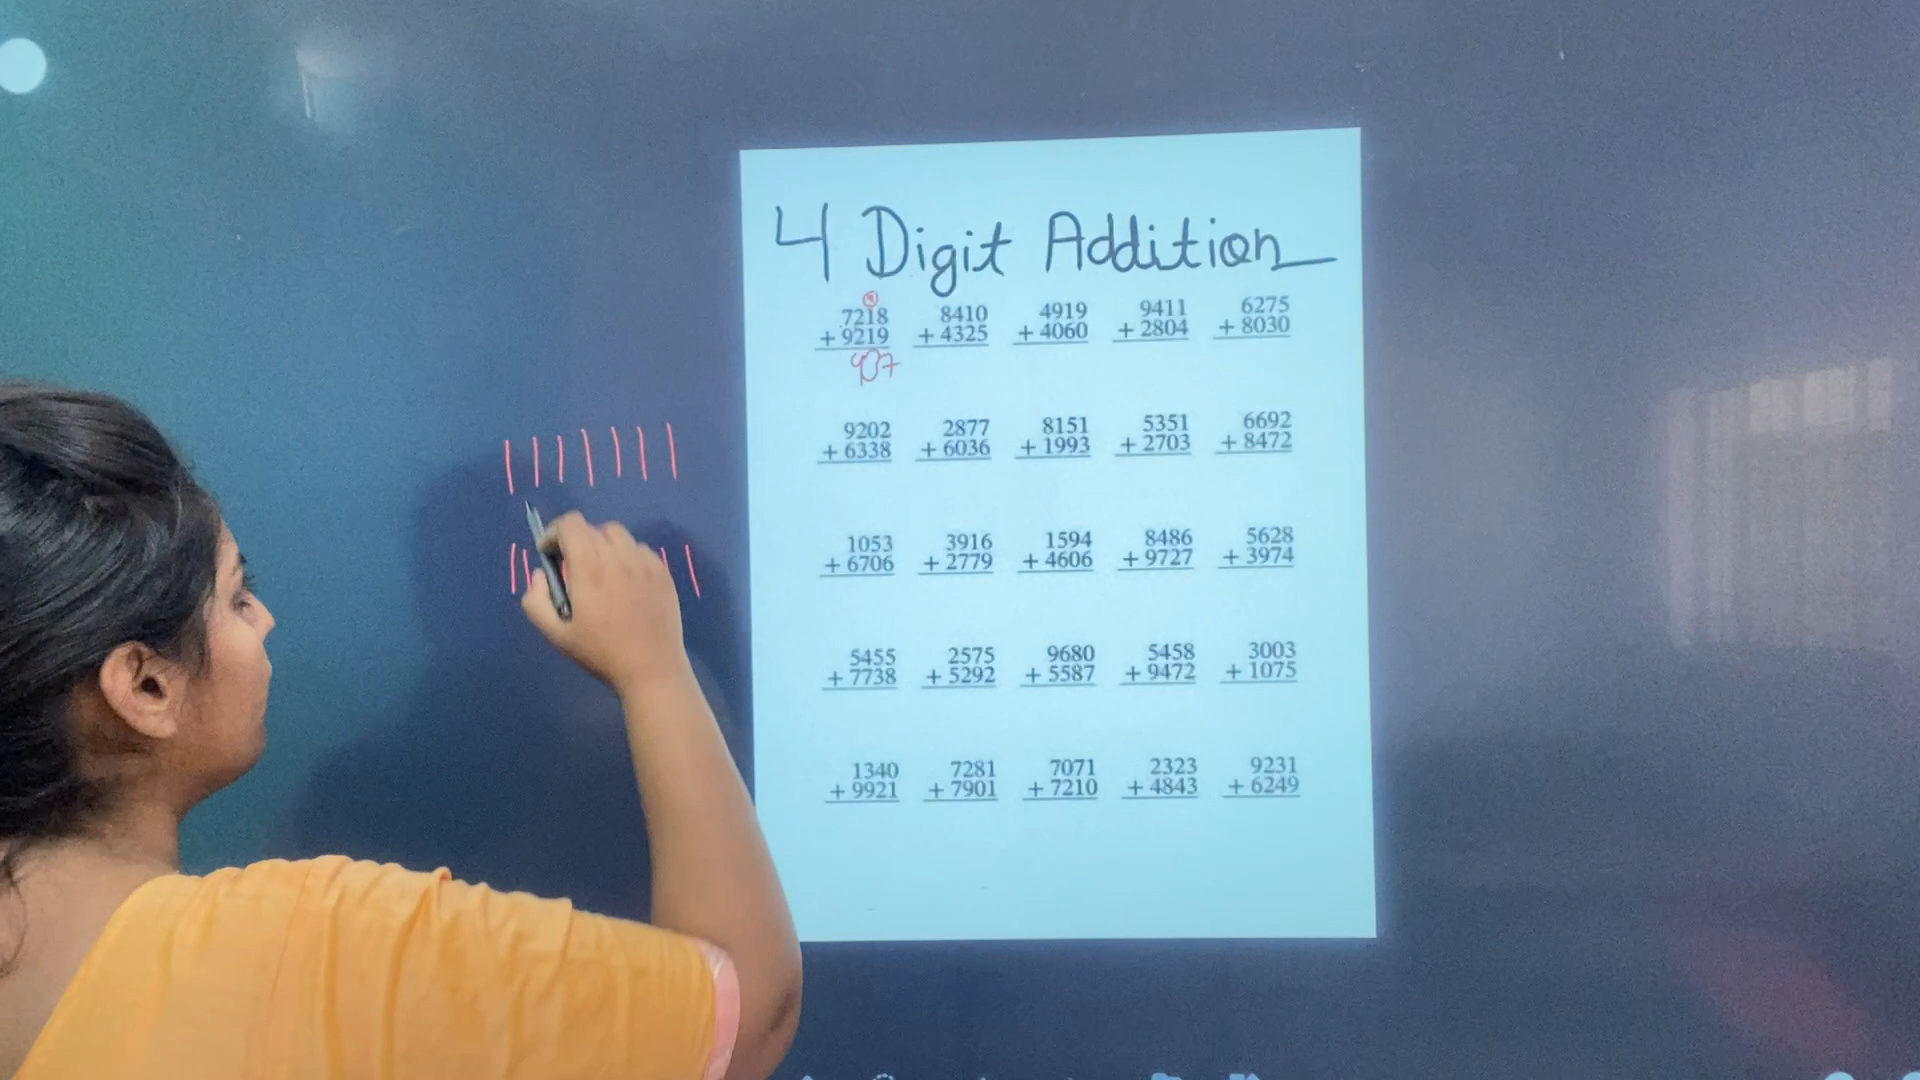 4 Digit Addition
7218 8410 4919 9411 6275
+ 9219 + 4325 + 4060 + 2804 + 8030
407
9202 2877 8151 5351 6692
+ 6338 + 6036 + 1993 + 2703 + 8472
1053 3916 1594 8486 5628
+ 6706 + 2779 + 4606 + 9727 + 3974
5455 2575 9680 5458 3003
+ 7738 + 5292 + 5587 + 9472 + 1075
1340 7281 7071 2323 9231
+ 9921 + 7901 + 7210 + 4843 + 6249